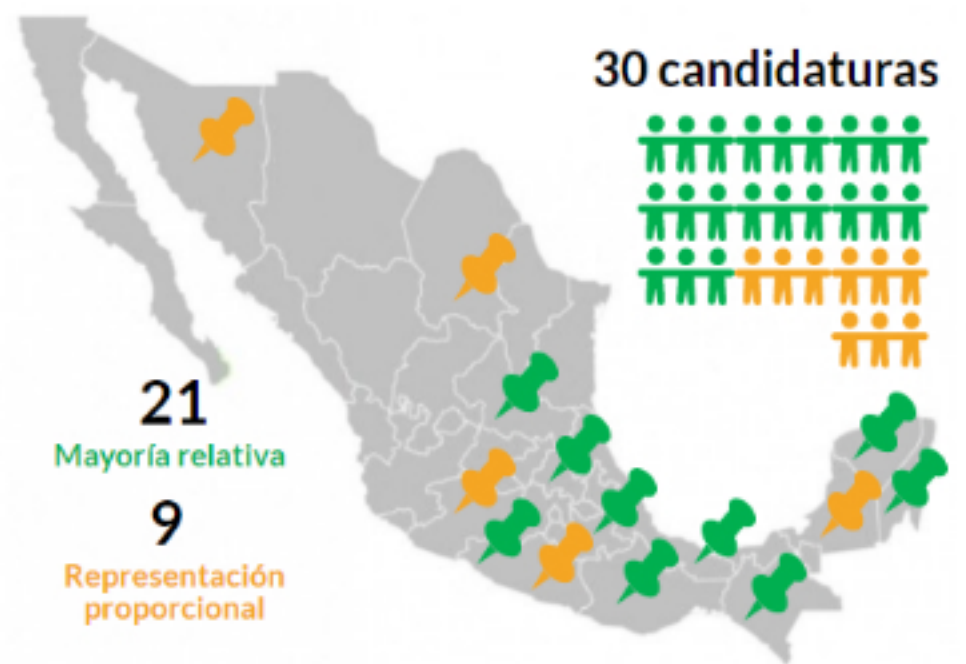 30 candidaturas
21
Mayoría relativa
9
Representación
proporcional